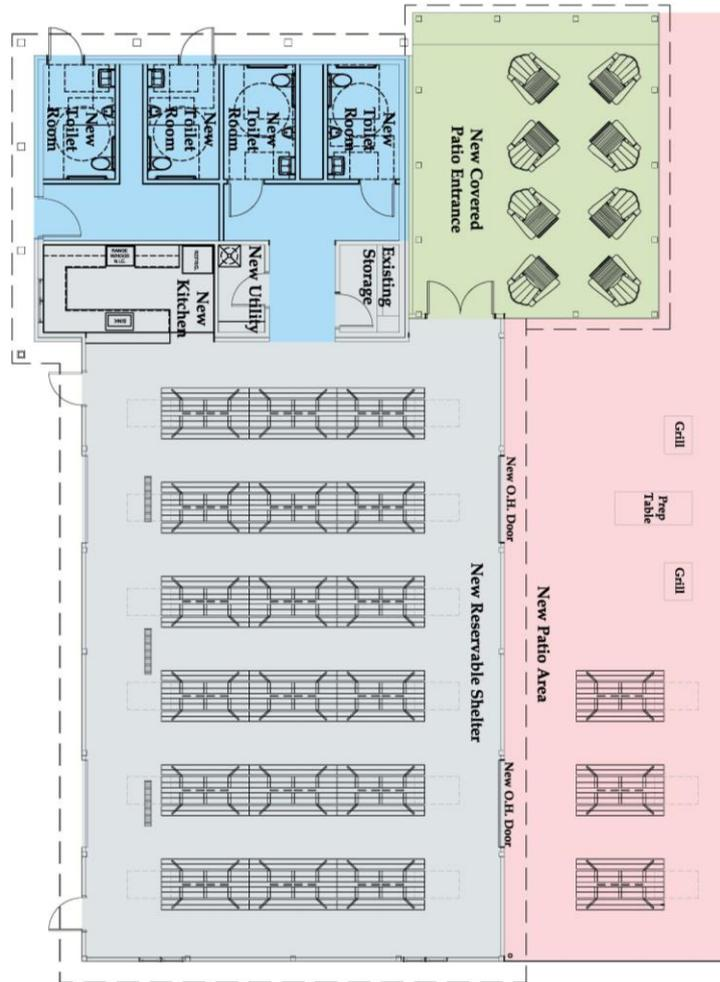 New
Toilet
Room
New
Toilet
Room
New
Toilet
Room
New
Toilet
Room
New Covered
Patio Entrance
New
Kitchen
New Utility
Existing
Storage
SINK
Grill
Prep
Table
Grill
New O.H. Door
New Reservable Shelter
New Patio Area
New O.H. Door